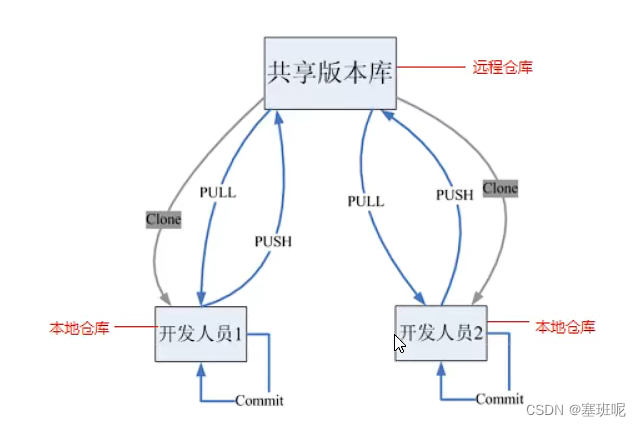 共享版本库
远程仓库
PULL
PUSH
Clone
PULL
PUSH
Clone
本地仓库
开发人员1
开发人员2
本地仓库
Commit
Commit
CSDN @塞班呢